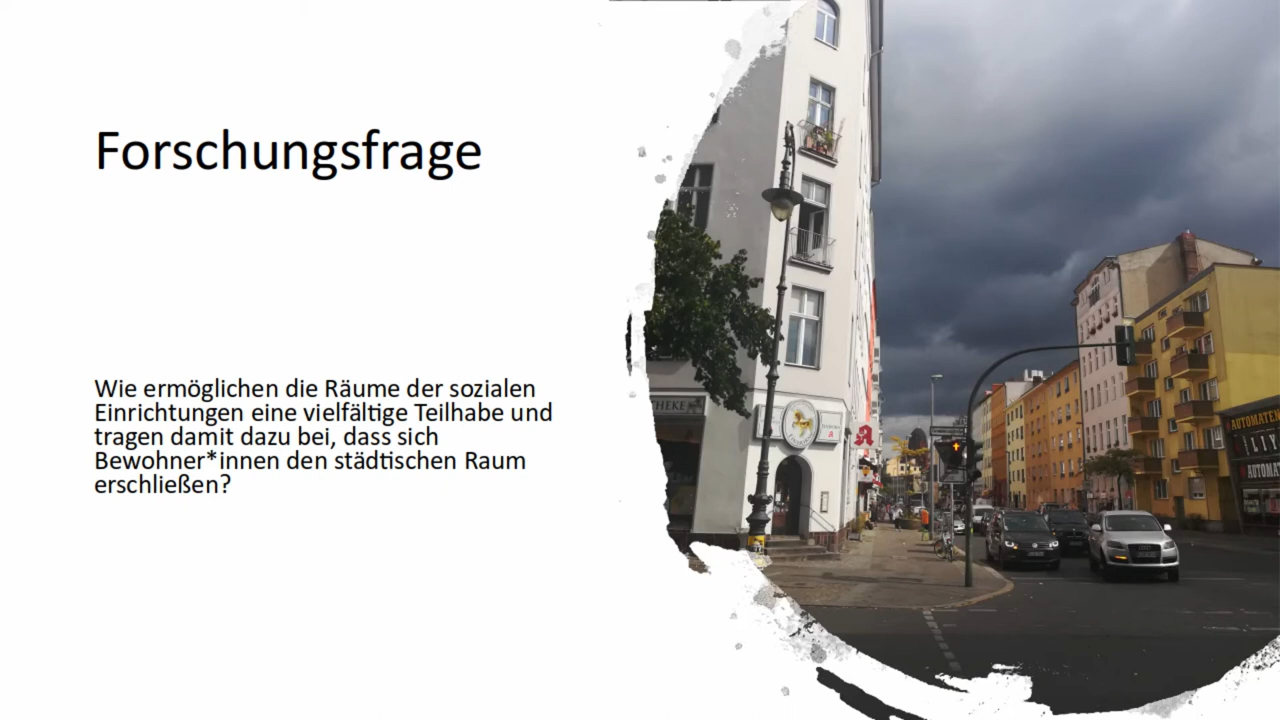 Forschungsfrage
Wie ermöglichen die Räume der sozialen
Einrichtungen eine vielfältige Teilhabe und
tragen damit dazu bei, dass sich
Bewohner*innen den städtischen Raum
erschließen?
THEKE
A
AUTOMATEN